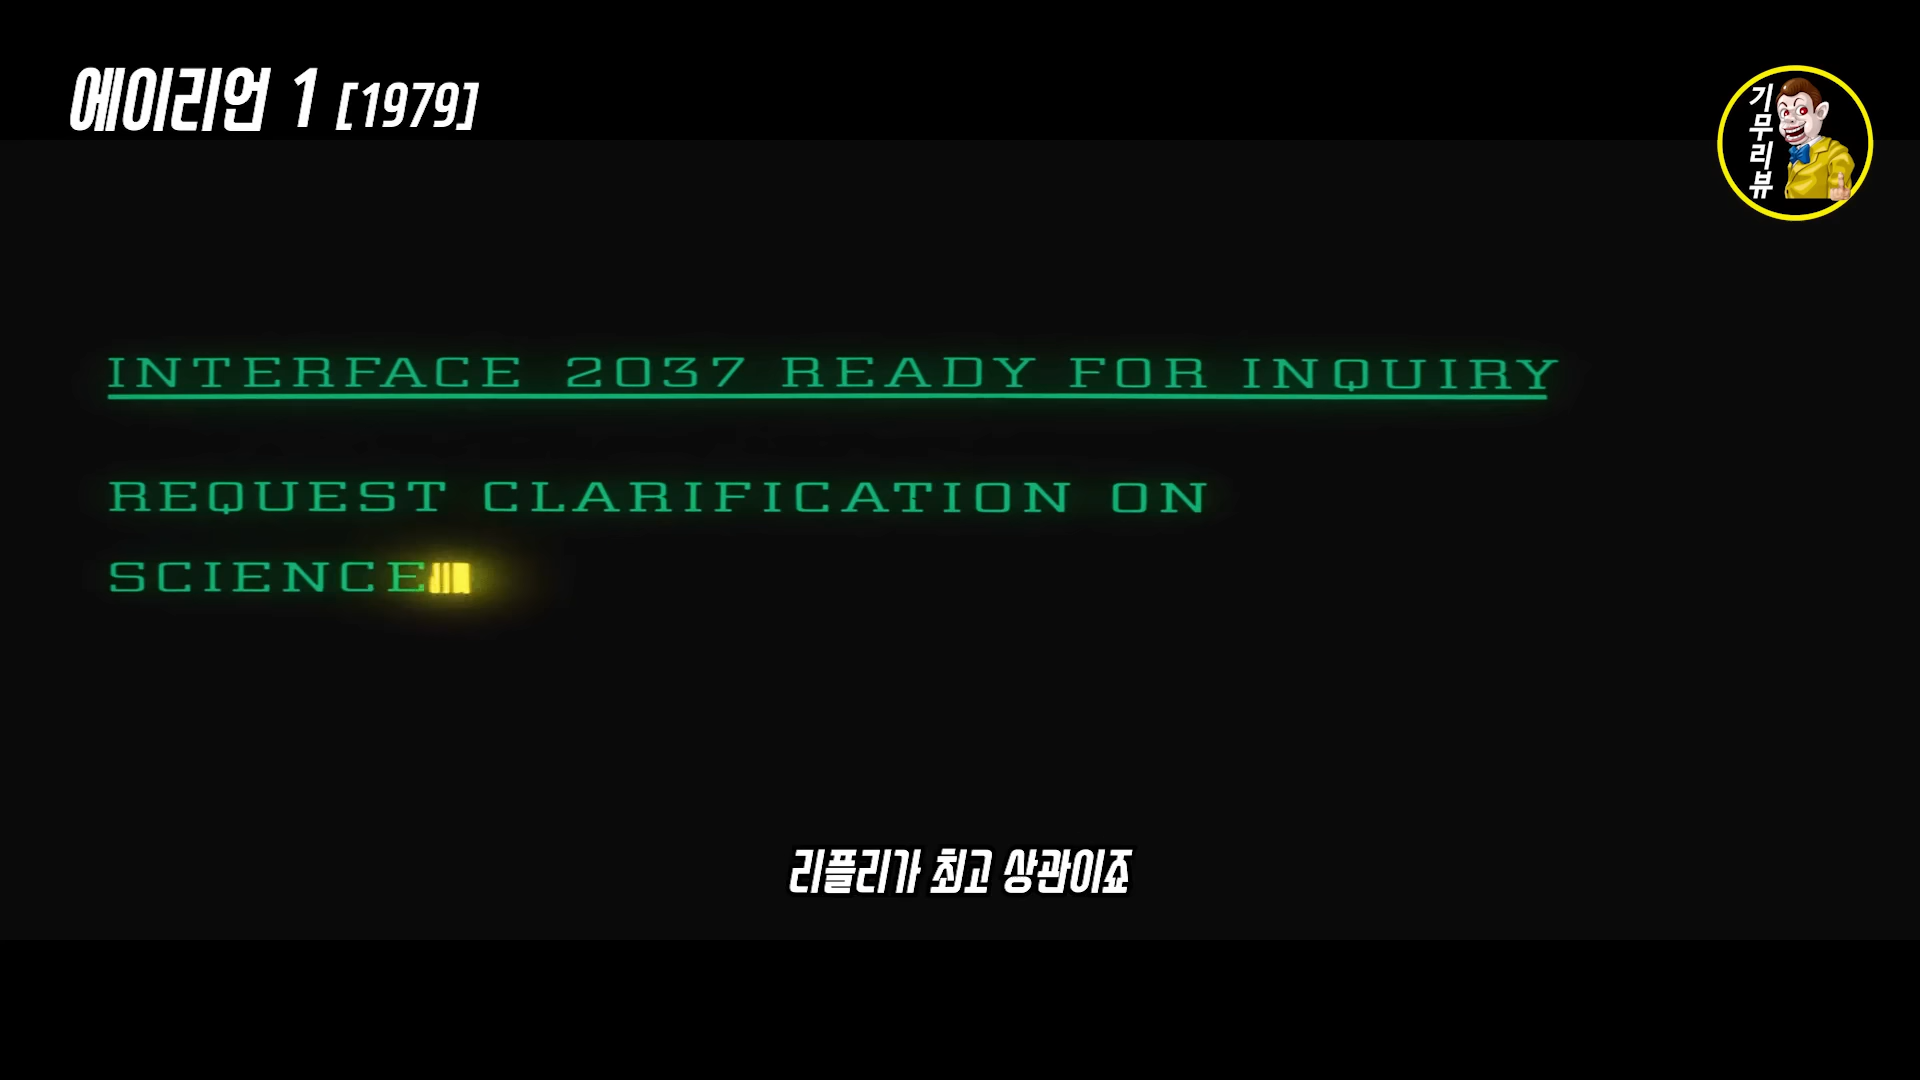 에이리언 1 [1979]
기무리뷰
INTERFACE 2037 READY FOR INQUIRY
REQUEST CLARIFICATION ON
SCIENCE
리플리가 최고 상관이죠